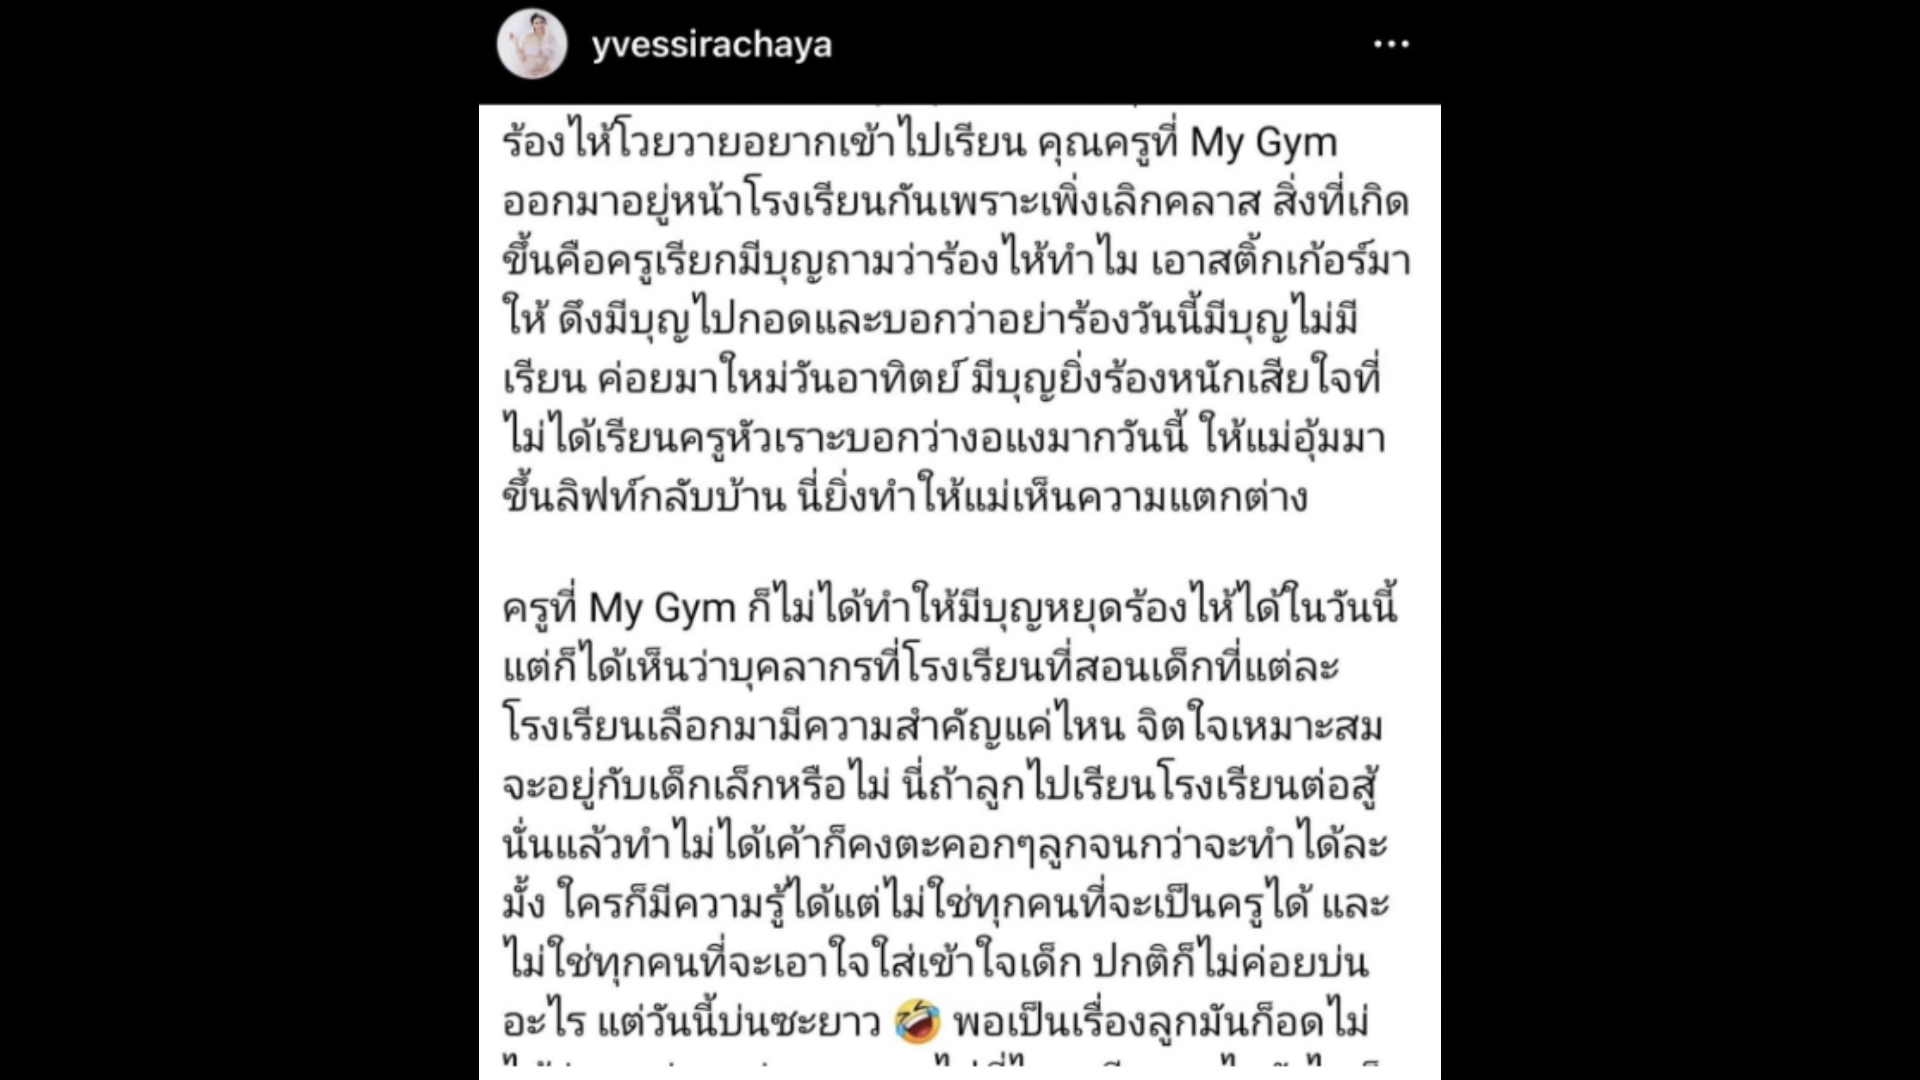 yvessirachaya
ร้องไห้โวยวายอยากเข้าไปเรียน คุณครูที่ My Gym
ออกมาอยู่หน้าโรงเรียนกันเพราะเพิ่งเลิกคลาส สิ่งที่เกิด
ขึ้นคือครูเรียกมีบุญถามว่าร้องไห้ทำไม เอาสติ้กเก้อร์มา
ให้ ดึงมีบุญไปกอดและบอกว่าอย่าร้องวันนี้มีบุญไม่มี
เรียน ค่อยมาใหม่วันอาทิตย์ มีบุญยิ่งร้องหนักเสียใจที่
ไม่ได้เรียนครูหัวเราะบอกว่างอแงมากวันนี้ ให้แม่อุ้มมา
ขึ้นลิฟท์กลับบ้าน นี่ยิ่งทำให้แม่เห็นความแตกต่าง
ครูที่ My Gym ก็ไม่ได้ทำให้มีบุญหยุดร้องไห้ได้ในวันนี้
แต่ก็ได้เห็นว่าบุคลากรที่โรงเรียนที่สอนเด็กที่แต่ละ
โรงเรียนเลือกมามีความสำคัญแค่ไหน จิตใจเหมาะสม
จะอยู่กับเด็กเล็กหรือไม่ นี่ถ้าลูกไปเรียนโรงเรียนต่อสู้
นั่นแล้วทำไม่ได้เค้าก็คงตะคอกๆลูกจนกว่าจะทำได้ละ
มั้ง ใครก็มีความรู้ได้แต่ไม่ใช่ทุกคนที่จะเป็นครูได้ และ
ไม่ใช่ทุกคนที่จะเอาใจใส่เข้าใจเด็ก ปกติก็ไม่ค่อยบ่น
อะไร แต่วันนี้บ่นซะยาว 🤣 พอเป็นเรื่องลูกมันก็อดไม่